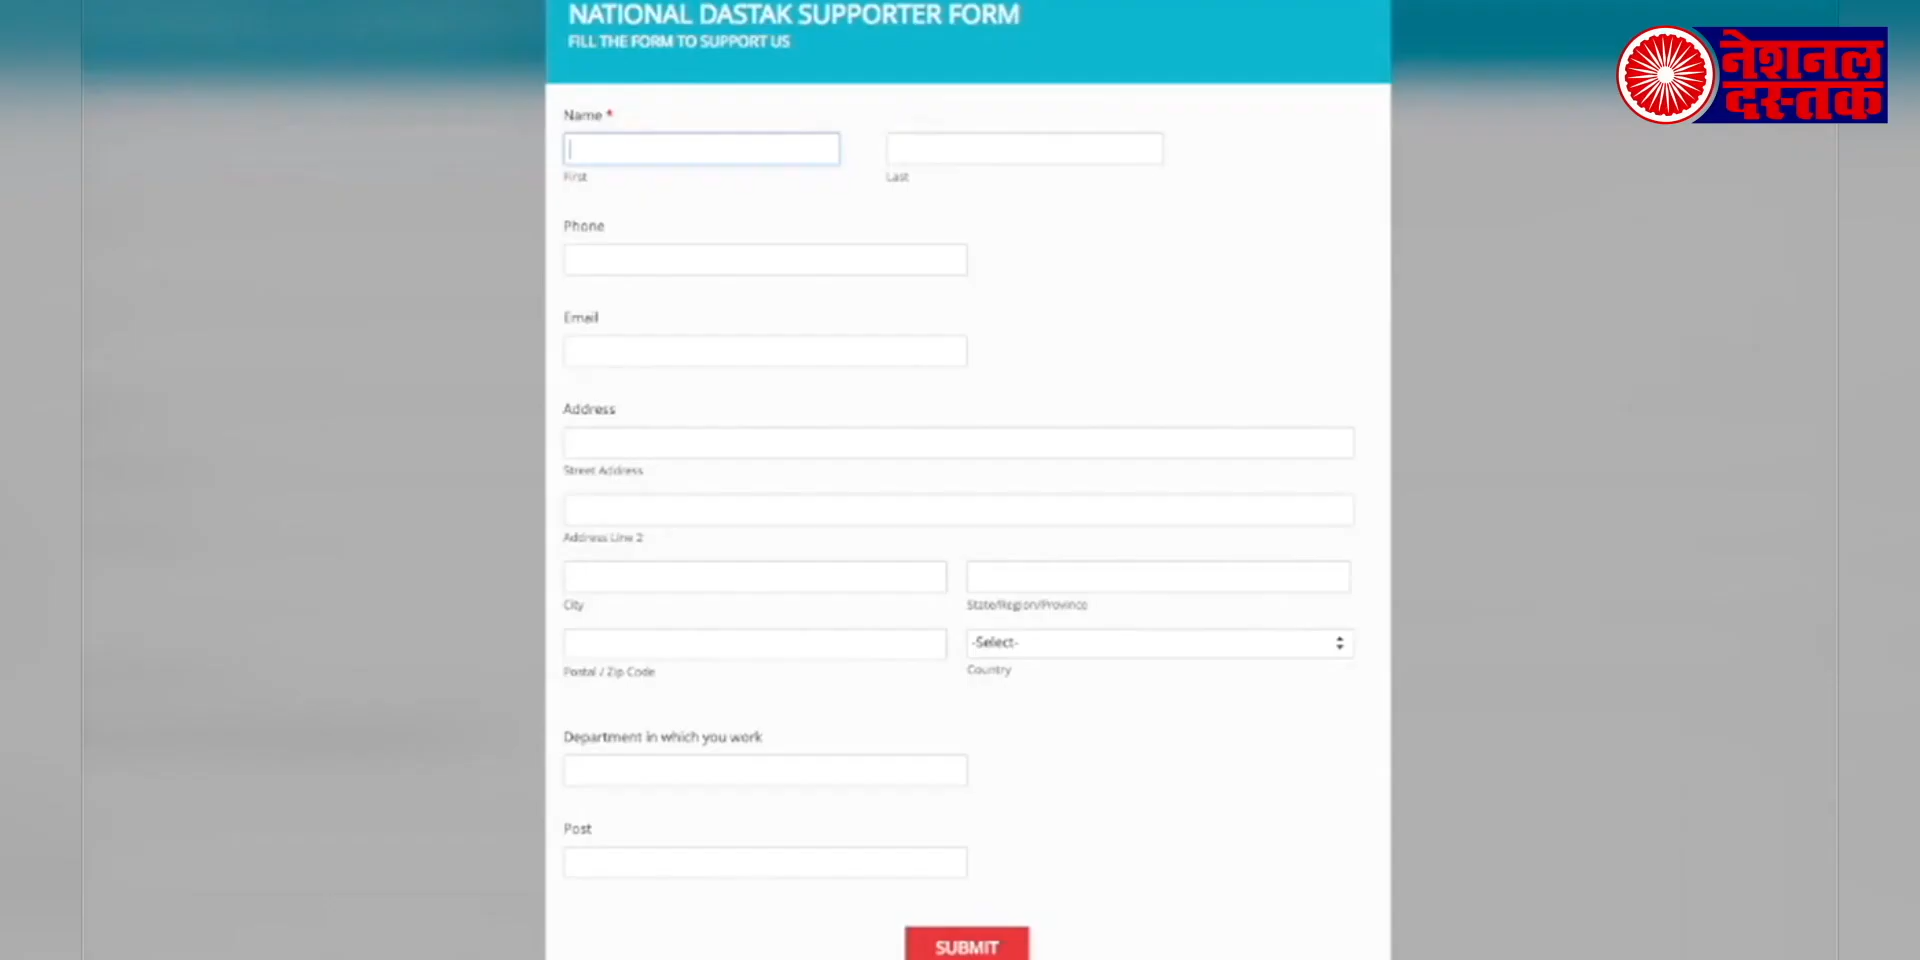 NATIONAL DASTAK SUPPORTER FORM
FILL THE FORM TO SUPPORT US
नेशनल
दस्तक
Name *
First Last
Phone
Email
Address
Street Address
Address Line 2
City State/Region/Province
-Select-
Postal / Zip Code Country
Department in which you work
Post
SUBMIT